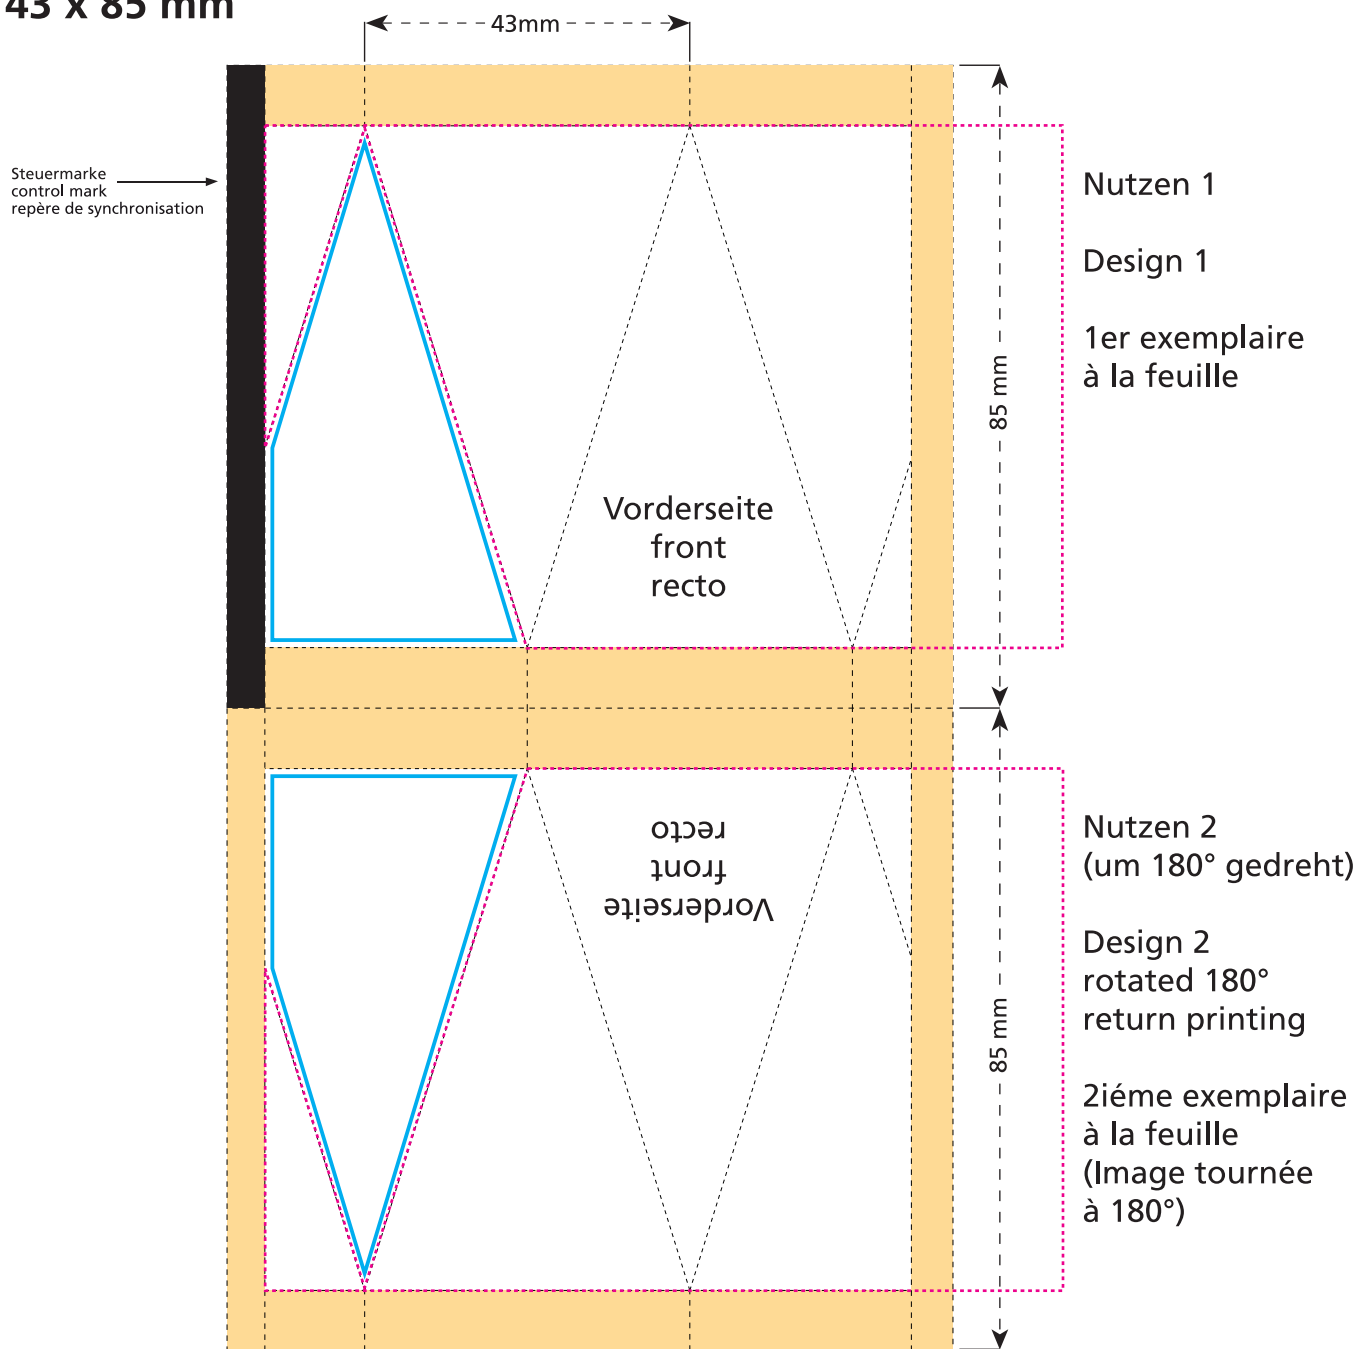 43 x 85 mm
43mm
Steuermarke
control mark
repère de synchronisation
Nutzen 1
Design 1
1er exemplaire
à la feuille
85 mm
Vorderseite
front
recto
Vorderseite
front
recto
Nutzen 2
(um 180° gedreht)
Design 2
rotated 180°
return printing
2iéme exemplaire
à la feuille
(Image tournée
à 180°)
85 mm